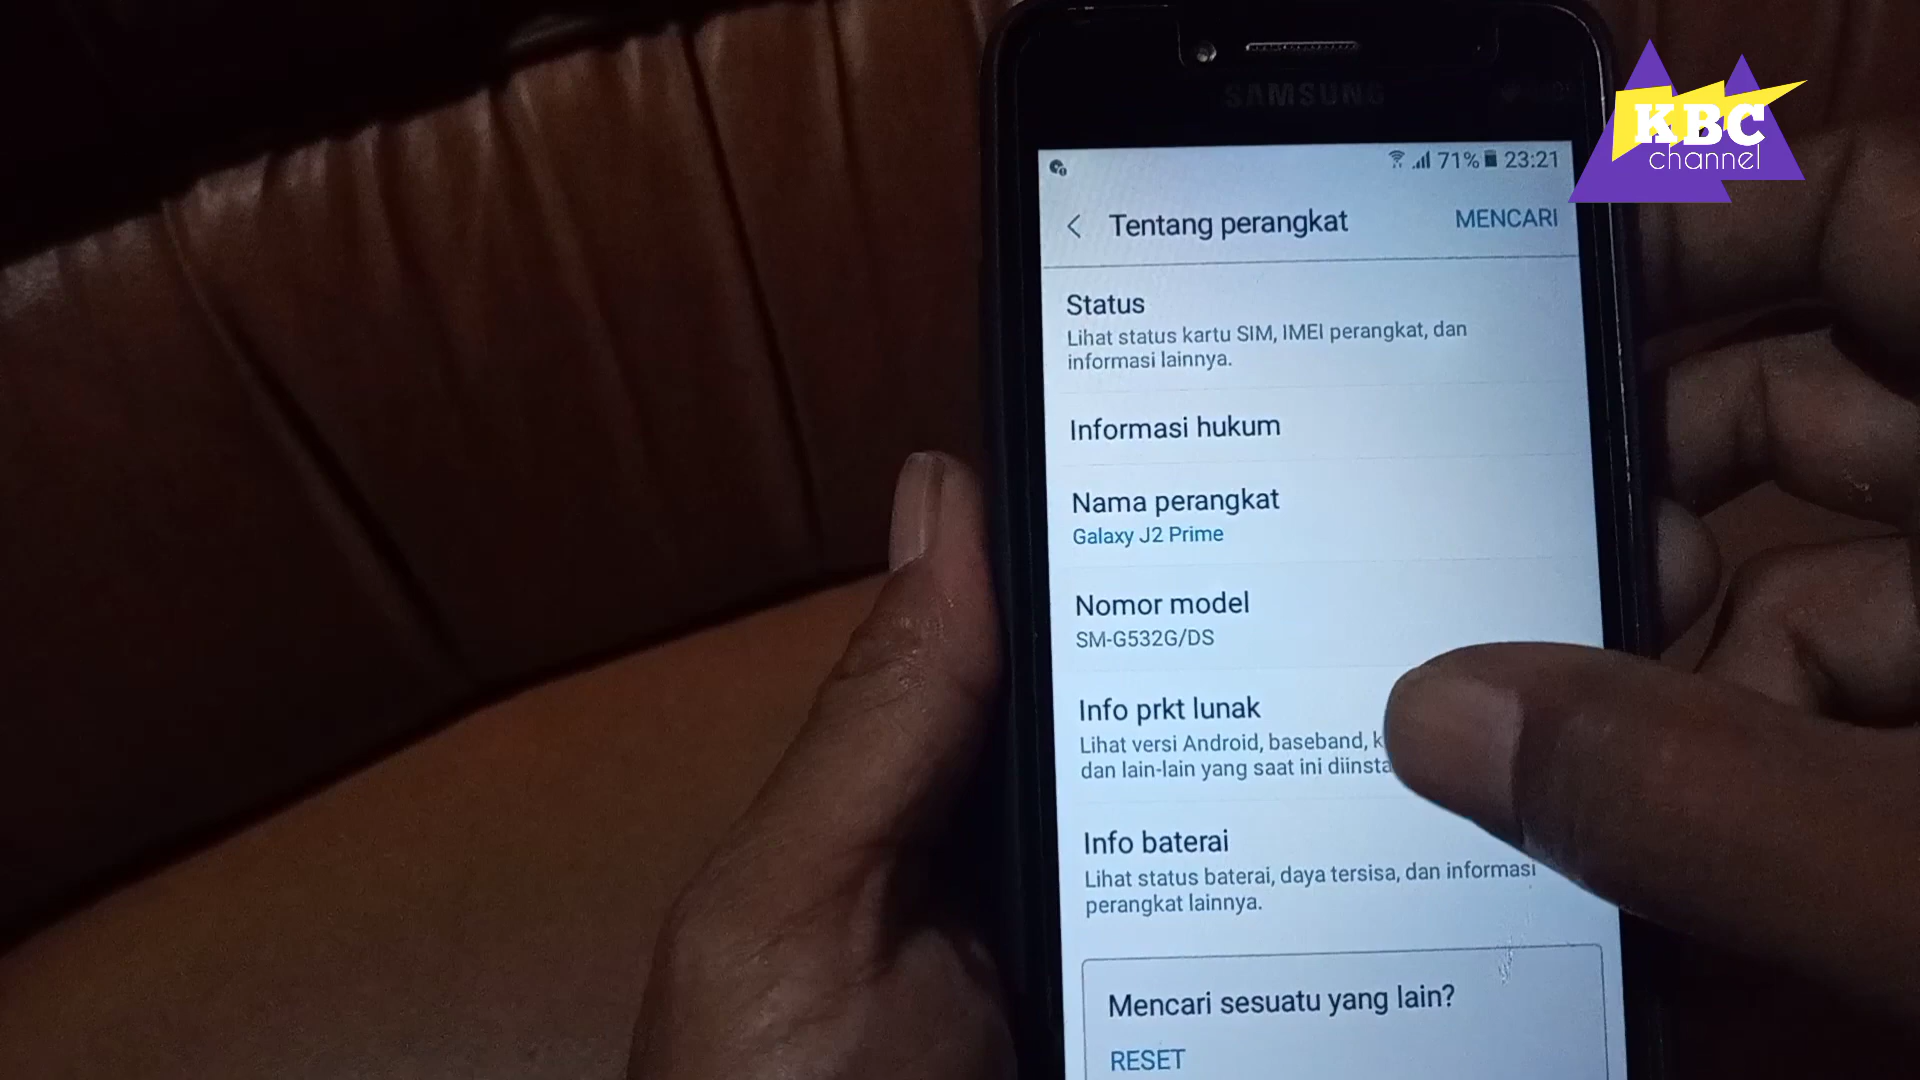 SAMSUNG
KBC
channel
71% 23:21
Tentang perangkat MENCARI
Status
Lihat status kartu SIM, IMEI perangkat, dan
informasi lainnya.
Informasi hukum
Nama perangkat
Galaxy J2 Prime
Nomor model
SM-G532G/DS
Info prkt lunak
Lihat versi Android, baseband,
dan lain-lain yang saat ini
Info baterai
Lihat status baterai, daya tersisa, dan informasi
perangkat lainnya.
Mencari sesuatu yang lain?
RESET